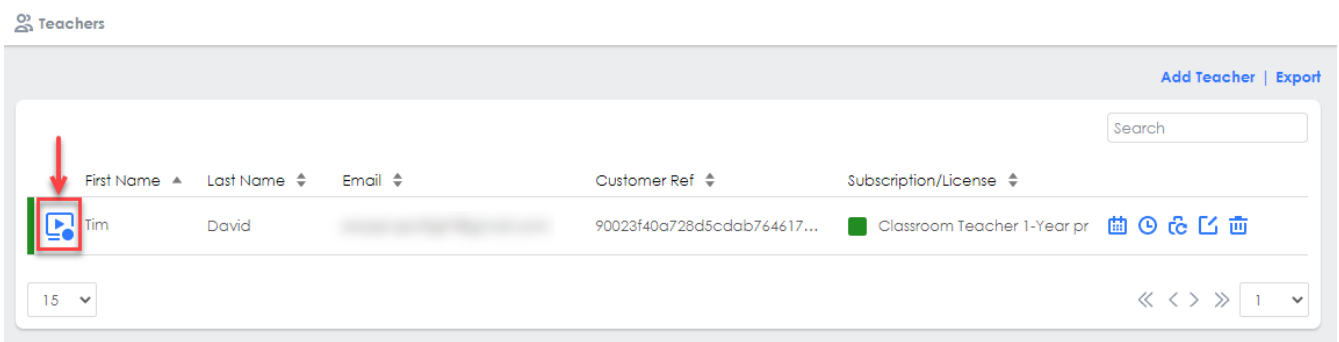 Teachers
Add Teacher | Export
Search
First Name Last Name Email Customer Ref Subscription/License
Tim David 90023f40a728d5cdab764617... Classroom Teacher 1-Year pr
15 1